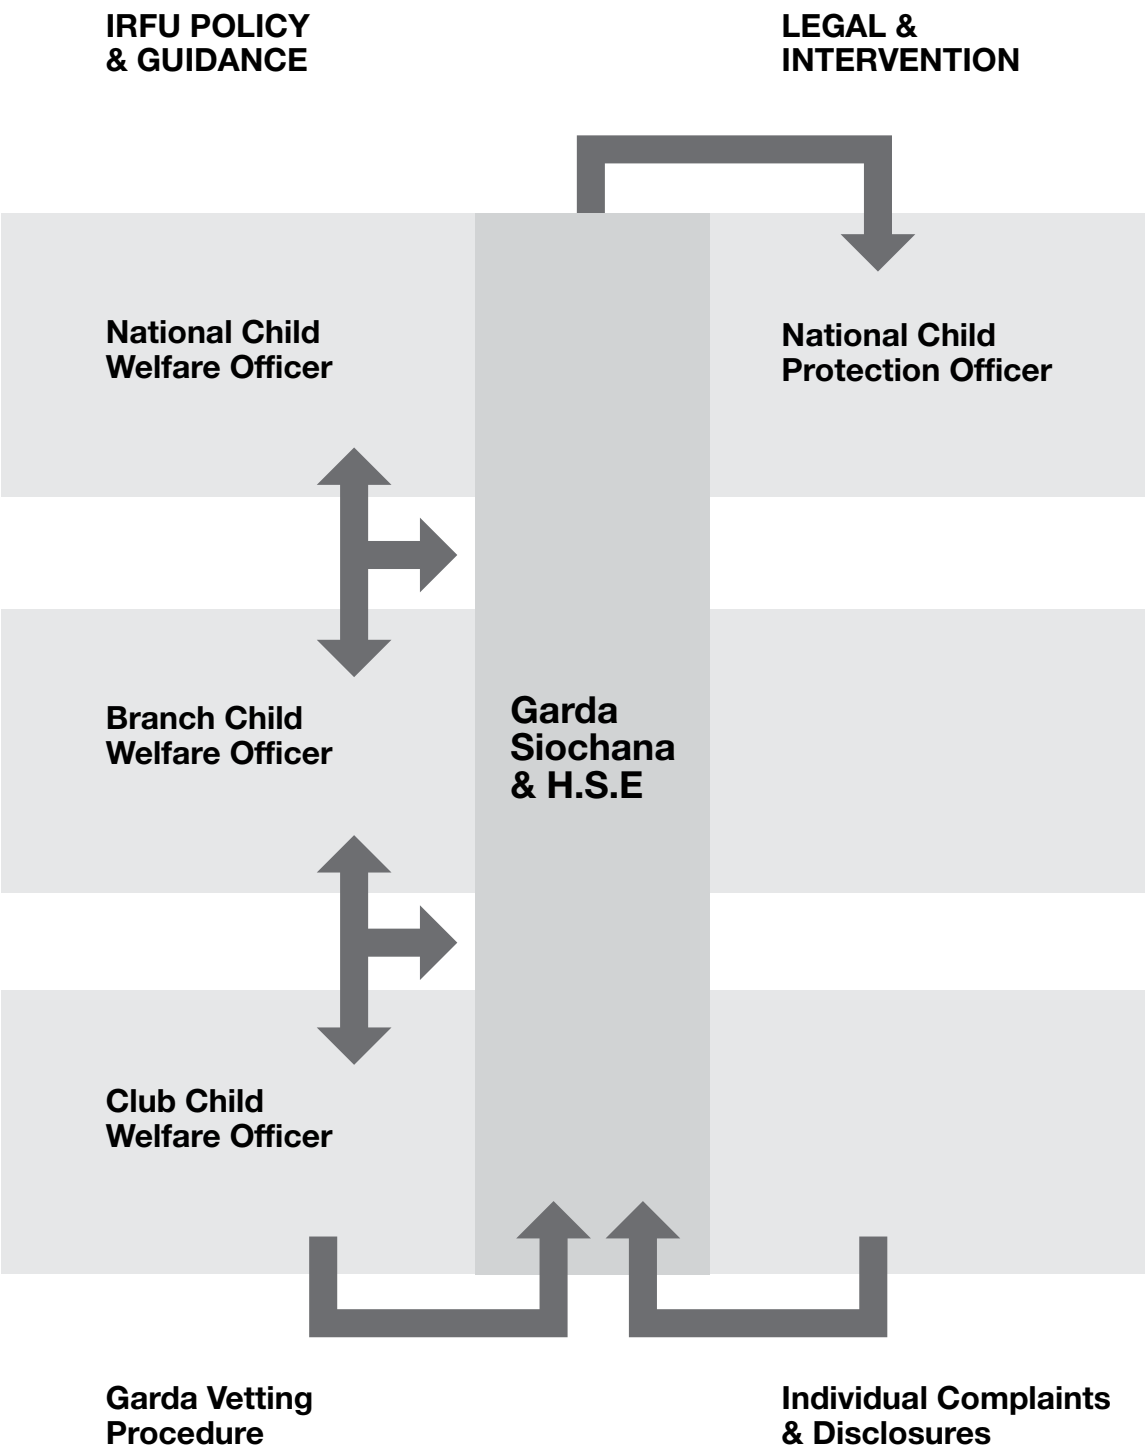 IRFU POLICY
& GUIDANCE
LEGAL &
INTERVENTION
National Child
Welfare Officer
National Child
Protection Officer
Branch Child
Welfare Officer
Garda
Siochana
& H.S.E
Club Child
Welfare Officer
Garda Vetting
Procedure
Individual Complaints
& Disclosures